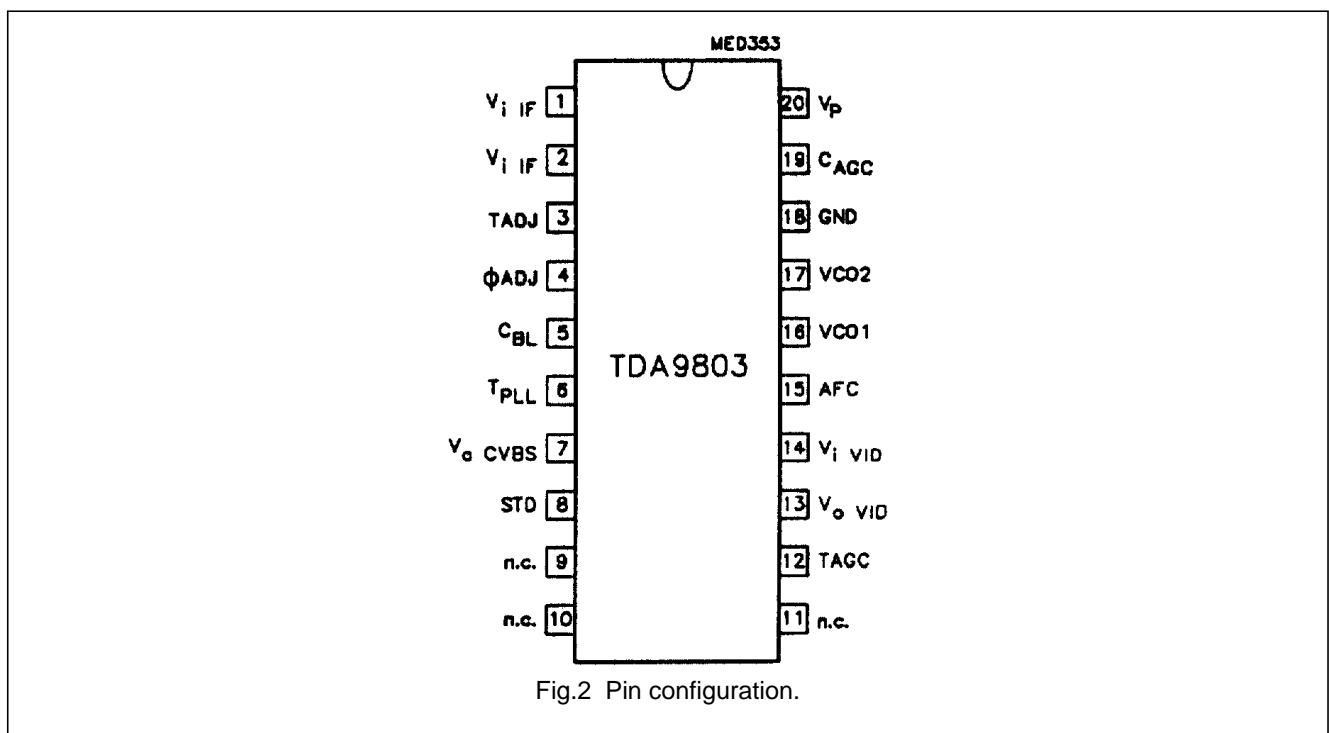 MED353
V_i IF 1
20 V_P
V_i IF 2
19 C_AGC
TADJ 3
18 GND
ϕADJ 4
17 VCO2
C_BL 5
16 VCO1
TDA9803
T_PLL 6
15 AFC
V_o CVBS 7
14 V_i VID
STD 8
13 V_o VID
n.c. 9
12 TAGC
n.c. 10
11 n.c.
Fig.2 Pin configuration.